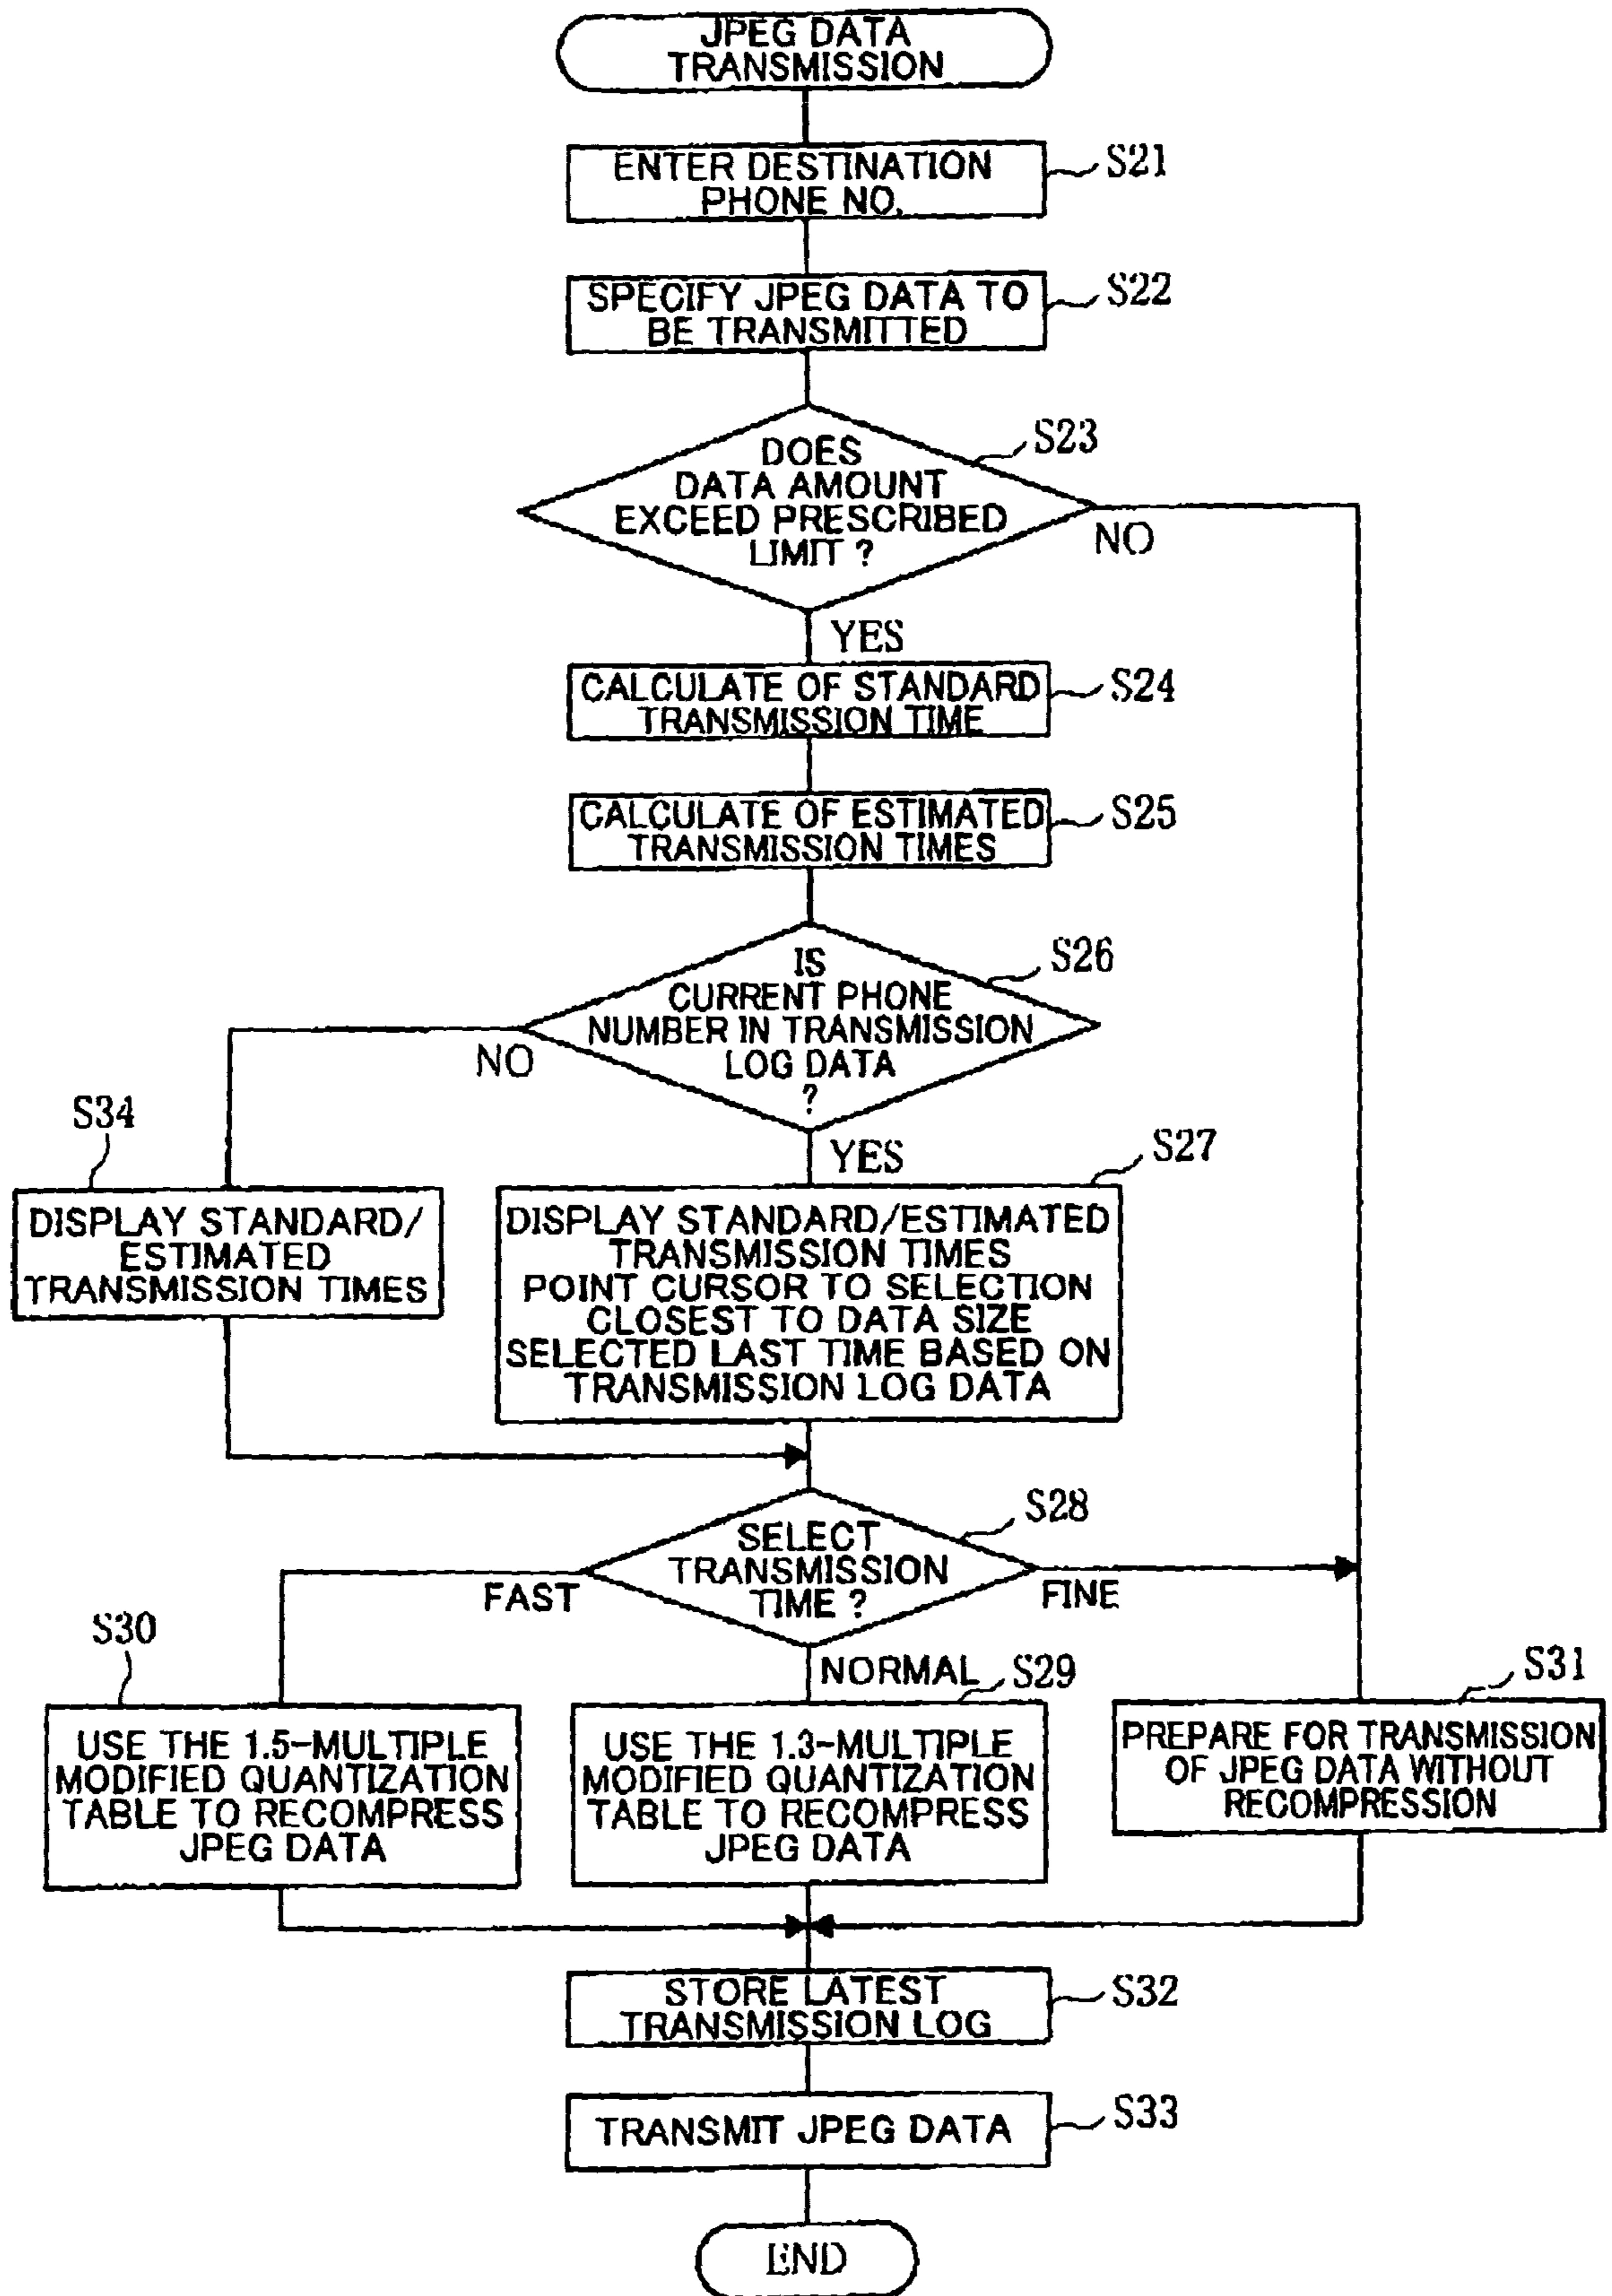 JPEG DATA
TRANSMISSION
ENTER DESTINATION
PHONE NO.
S21
SPECIFY JPEG DATA TO
BE TRANSMITTED
S22
DOES
DATA AMOUNT
EXCEED PRESCRIBED
LIMIT ?
S23
NO
YES
CALCULATE OF STANDARD
TRANSMISSION TIME
S24
CALCULATE OF ESTIMATED
TRANSMISSION TIMES
S25
IS
CURRENT PHONE
NUMBER IN TRANSMISSION
LOG DATA
?
S26
NO
YES
S34
DISPLAY STANDARD/
ESTIMATED
TRANSMISSION TIMES
S27
DISPLAY STANDARD/ESTIMATED
TRANSMISSION TIMES
POINT CURSOR TO SELECTION
CLOSEST TO DATA SIZE
SELECTED LAST TIME BASED ON
TRANSMISSION LOG DATA
SELECT
TRANSMISSION
TIME ?
S28
FAST
FINE
NORMAL
S30
USE THE 1.5-MULTIPLE
MODIFIED QUANTIZATION
TABLE TO RECOMPRESS
JPEG DATA
S29
USE THE 1.3-MULTIPLE
MODIFIED QUANTIZATION
TABLE TO RECOMPRESS
JPEG DATA
S31
PREPARE FOR TRANSMISSION
OF JPEG DATA WITHOUT
RECOMPRESSION
STORE LATEST
TRANSMISSION LOG
S32
TRANSMIT JPEG DATA
S33
END